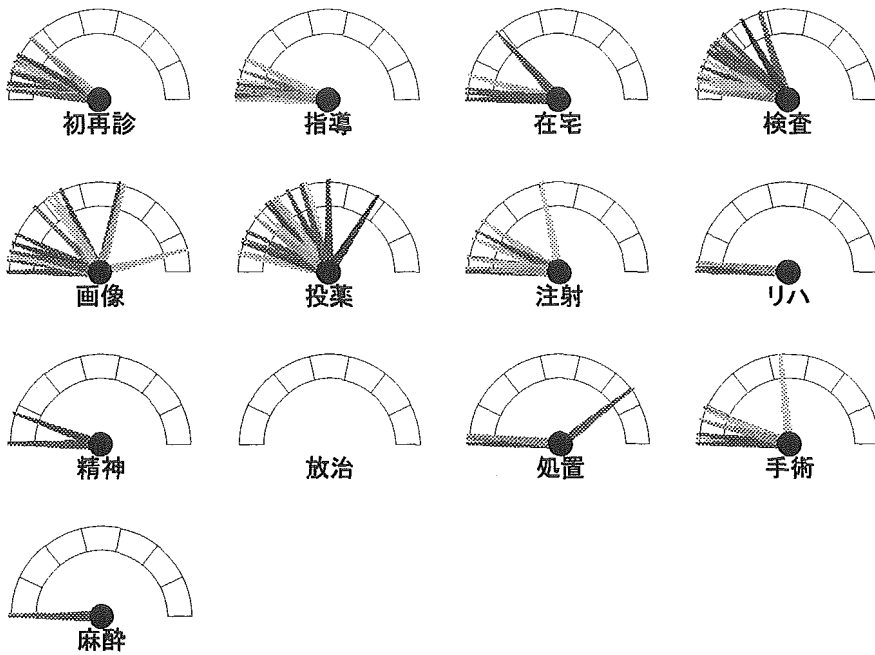 初再診
指導
在宅
検査
画像
投薬
注射
リハ
精神
放治
処置
手術
麻酔